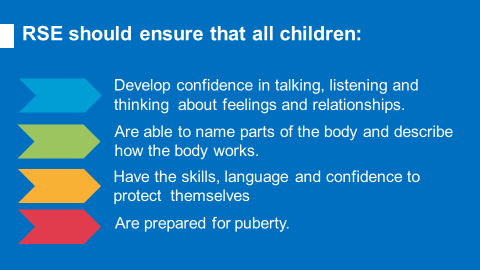 RSE should ensure that all children:
Develop confidence in talking, listening and
thinking about feelings and relationships.
Are able to name parts of the body and describe
how the body works.
Have the skills, language and confidence to
protect themselves
Are prepared for puberty.